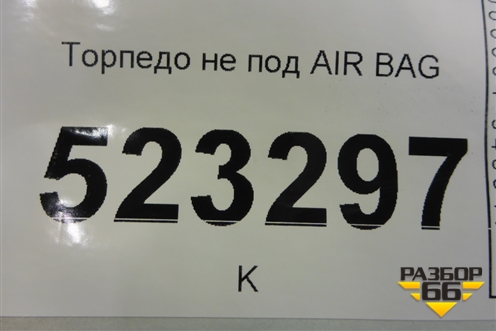 Торпедо не под AIR BAG
523297
К
РАЗБОР
66